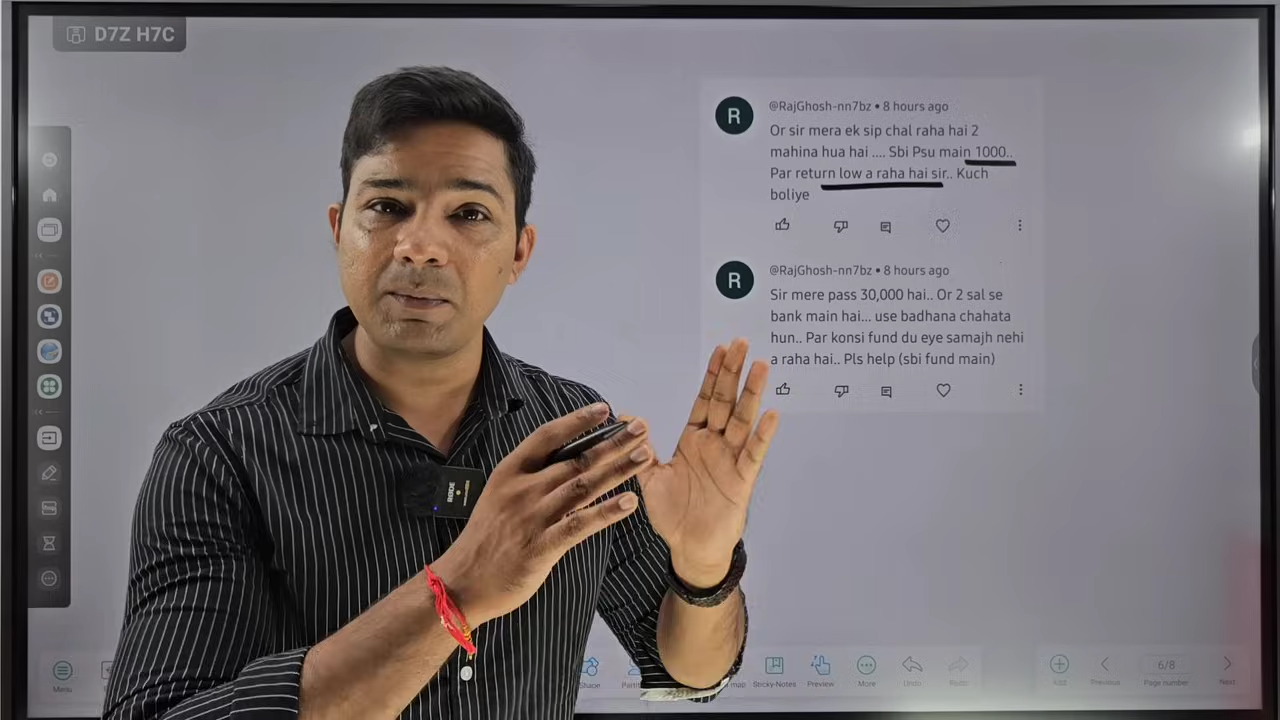 D7Z H7C
@RajGhosh-nn7bz • 8 hours ago
R
Or sir mera ek sip chal raha hai 2
mahina hua hai .... Sbi Psu main 1000..
Par return low a raha hai sir.. Kuch
boliye
@RajGhosh-nn7bz • 8 hours ago
R
Sir mere pass 30,000 hai.. Or 2 sal se
bank main hai... use badhana chahata
hun.. Par konsi fund du eye samajh nehi
a raha hai.. Pls help (sbi fund main)
RØDE
Menu
Shape
map
Sticky-Notes
Preview
More
Undo
Redo
Add
Previous
6/8
Page number
Next